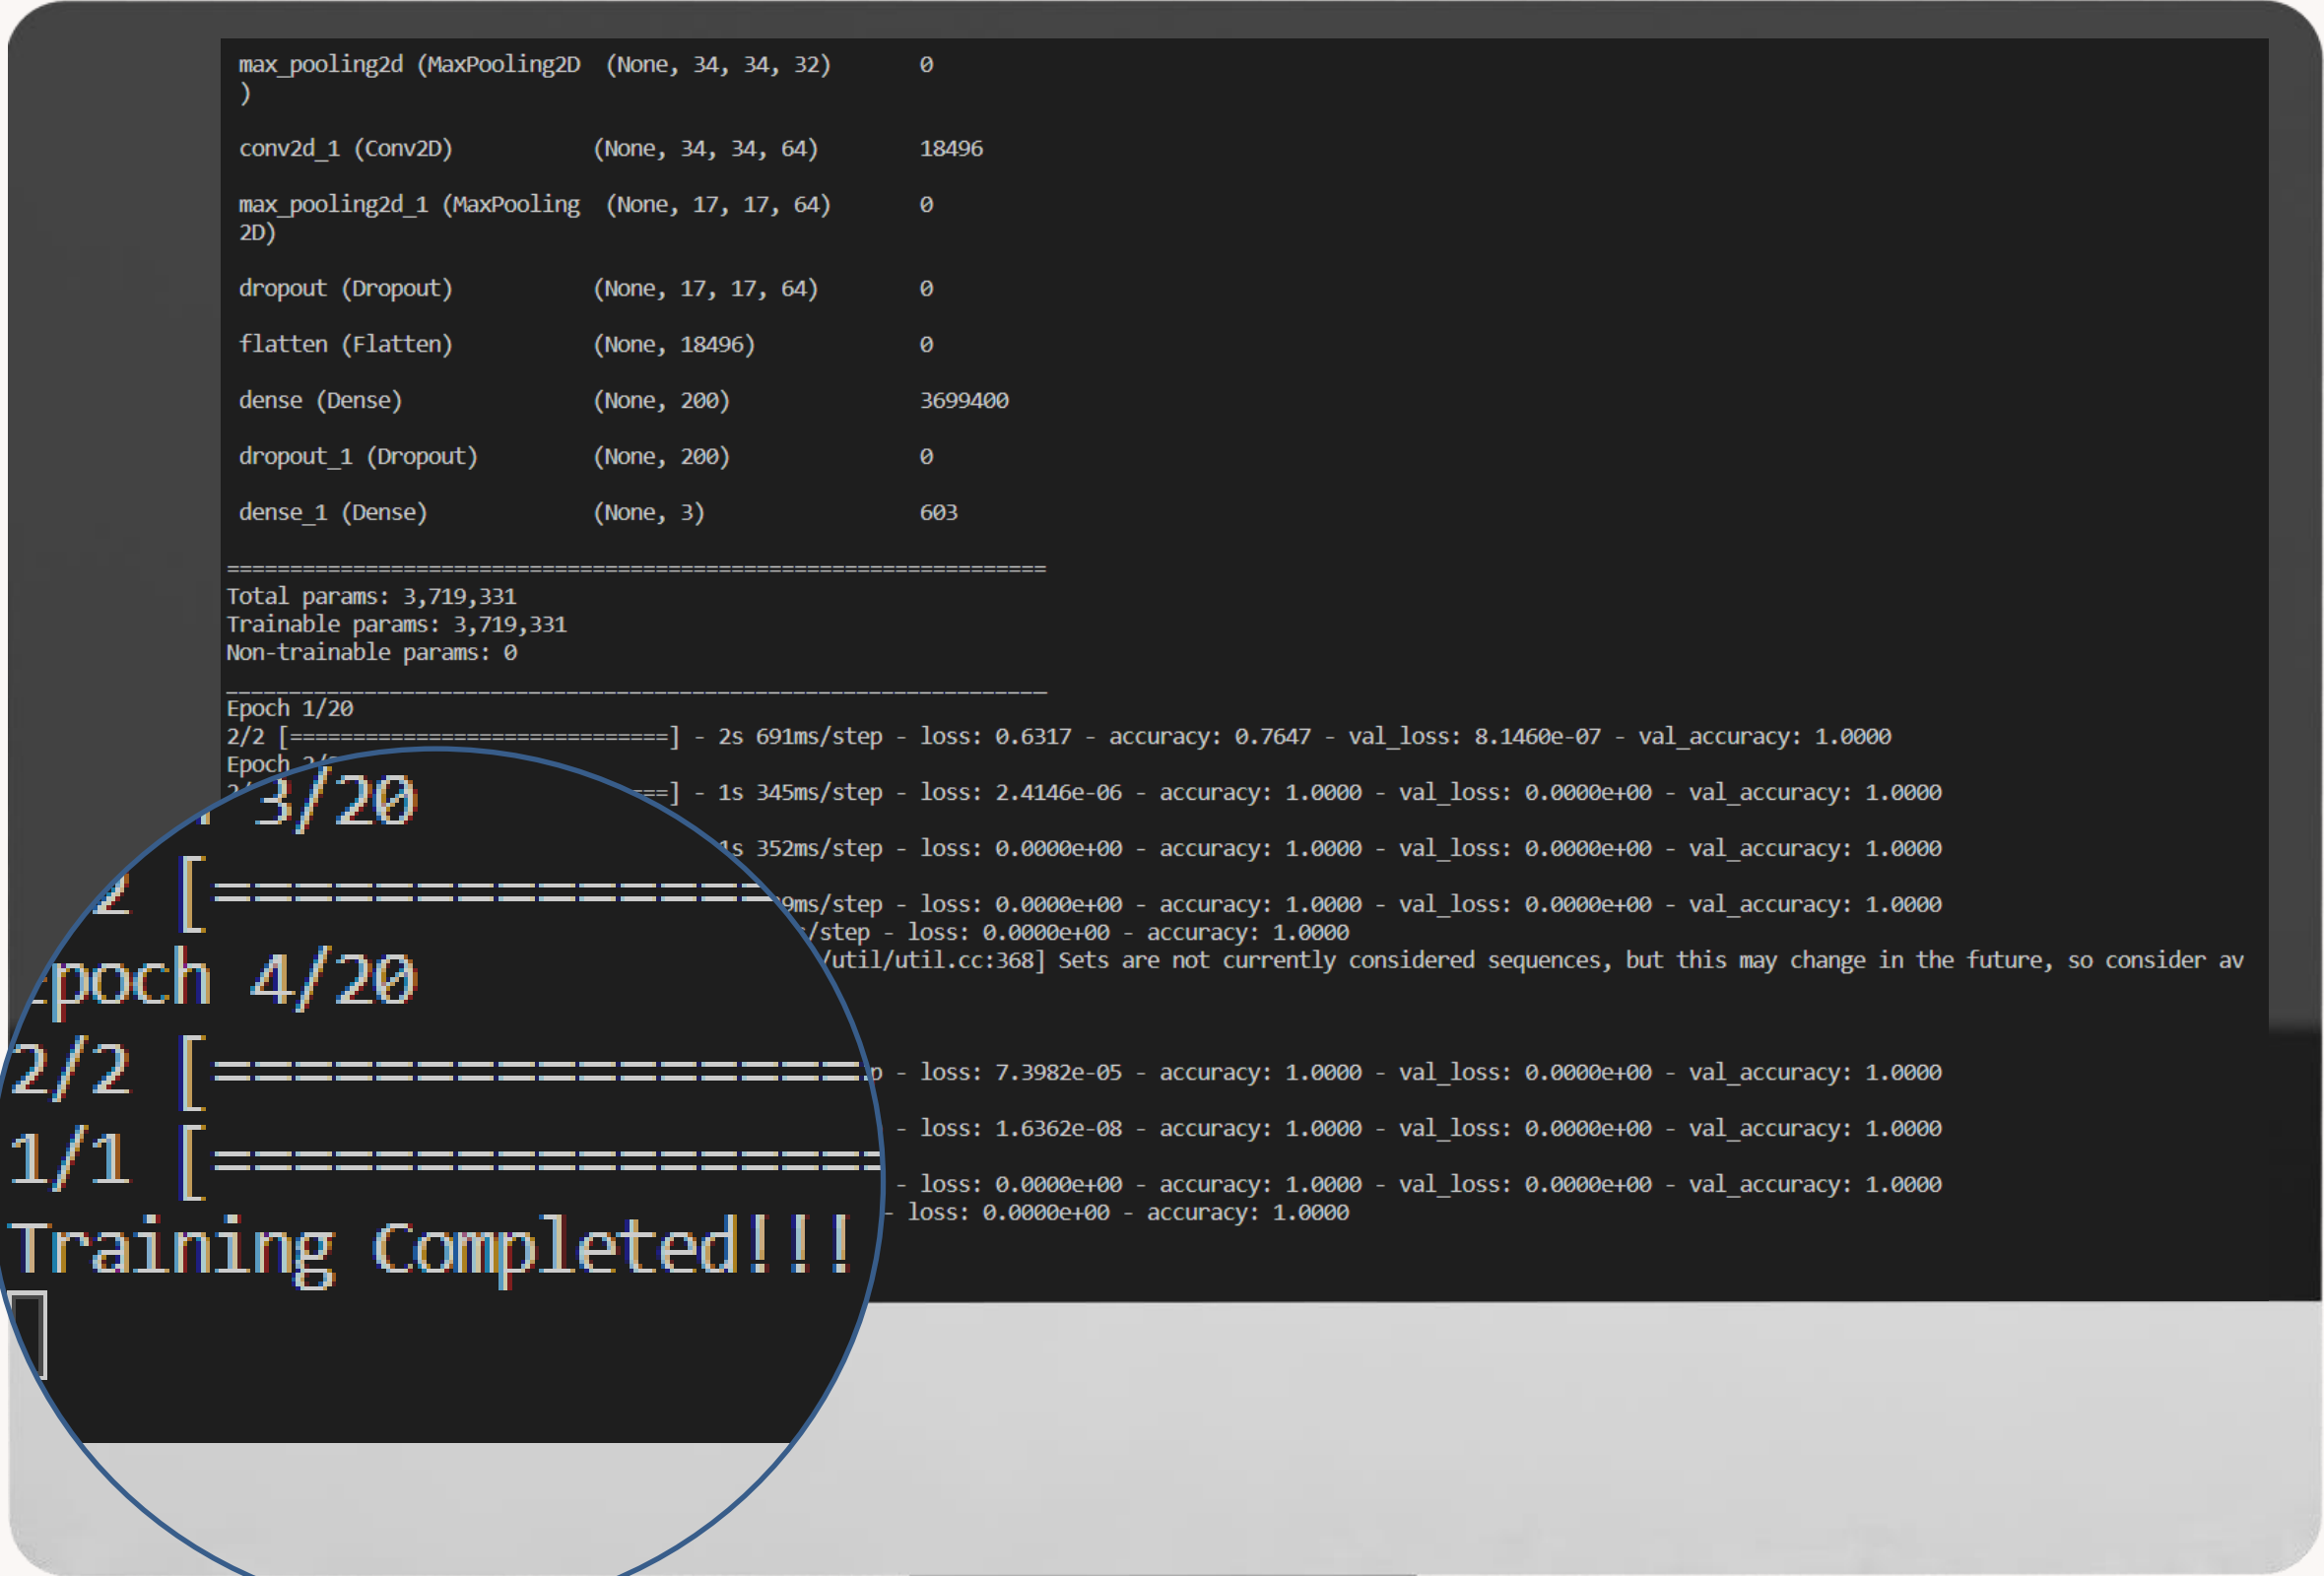 max_pooling2d (MaxPooling2D  (None, 34, 34, 32)       0
)
conv2d_1 (Conv2D)           (None, 34, 34, 64)        18496
max_pooling2d_1 (MaxPooling  (None, 17, 17, 64)       0
2D)
dropout (Dropout)           (None, 17, 17, 64)        0
flatten (Flatten)           (None, 18496)             0
dense (Dense)               (None, 200)               3699400
dropout_1 (Dropout)         (None, 200)               0
dense_1 (Dense)             (None, 3)                 603
=================================================================
Total params: 3,719,331
Trainable params: 3,719,331
Non-trainable params: 0
_________________________________________________________________
Epoch 1/20
2/2 [==============================] - 2s 691ms/step - loss: 0.6317 - accuracy: 0.7647 - val_loss: 8.1460e-07 - val_accuracy: 1.0000
Epoch
==] - 1s 345ms/step - loss: 2.4146e-06 - accuracy: 1.0000 - val_loss: 0.0000e+00 - val_accuracy: 1.0000
1s 352ms/step - loss: 0.0000e+00 - accuracy: 1.0000 - val_loss: 0.0000e+00 - val_accuracy: 1.0000
9ms/step - loss: 0.0000e+00 - accuracy: 1.0000 - val_loss: 0.0000e+00 - val_accuracy: 1.0000
/step - loss: 0.0000e+00 - accuracy: 1.0000
/util/util.cc:368] Sets are not currently considered sequences, but this may change in the future, so consider av
- loss: 7.3982e-05 - accuracy: 1.0000 - val_loss: 0.0000e+00 - val_accuracy: 1.0000
- loss: 1.6362e-08 - accuracy: 1.0000 - val_loss: 0.0000e+00 - val_accuracy: 1.0000
- loss: 0.0000e+00 - accuracy: 1.0000 - val_loss: 0.0000e+00 - val_accuracy: 1.0000
- loss: 0.0000e+00 - accuracy: 1.0000
3/20
2 [==============
poch 4/20
2/2 [================
1/1 [=================
Training Completed!!!